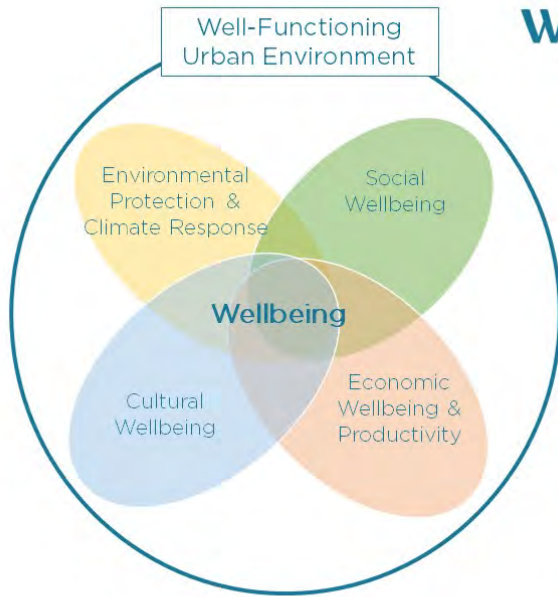 Well-Functioning
Urban Environment
W
Environmental
Protection &
Climate Response
Social
Wellbeing
Wellbeing
Cultural
Wellbeing
Economic
Wellbeing &
Productivity